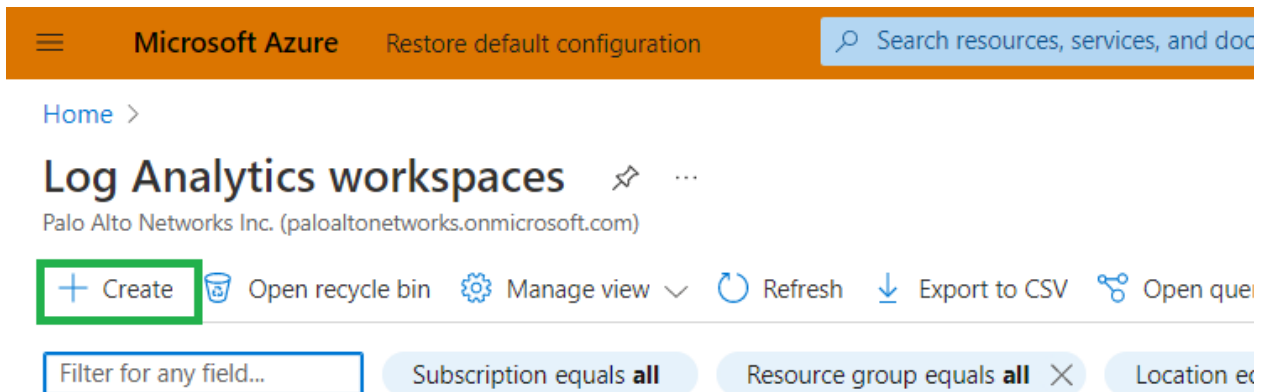 Microsoft Azure Restore default configuration Search resources, services, and doc
Home >
Log Analytics workspaces ...
Palo Alto Networks Inc. (paloaltonetworks.onmicrosoft.com)
+ Create Open recycle bin Manage view Refresh Export to CSV Open que
Filter for any field... Subscription equals all Resource group equals all Location eq